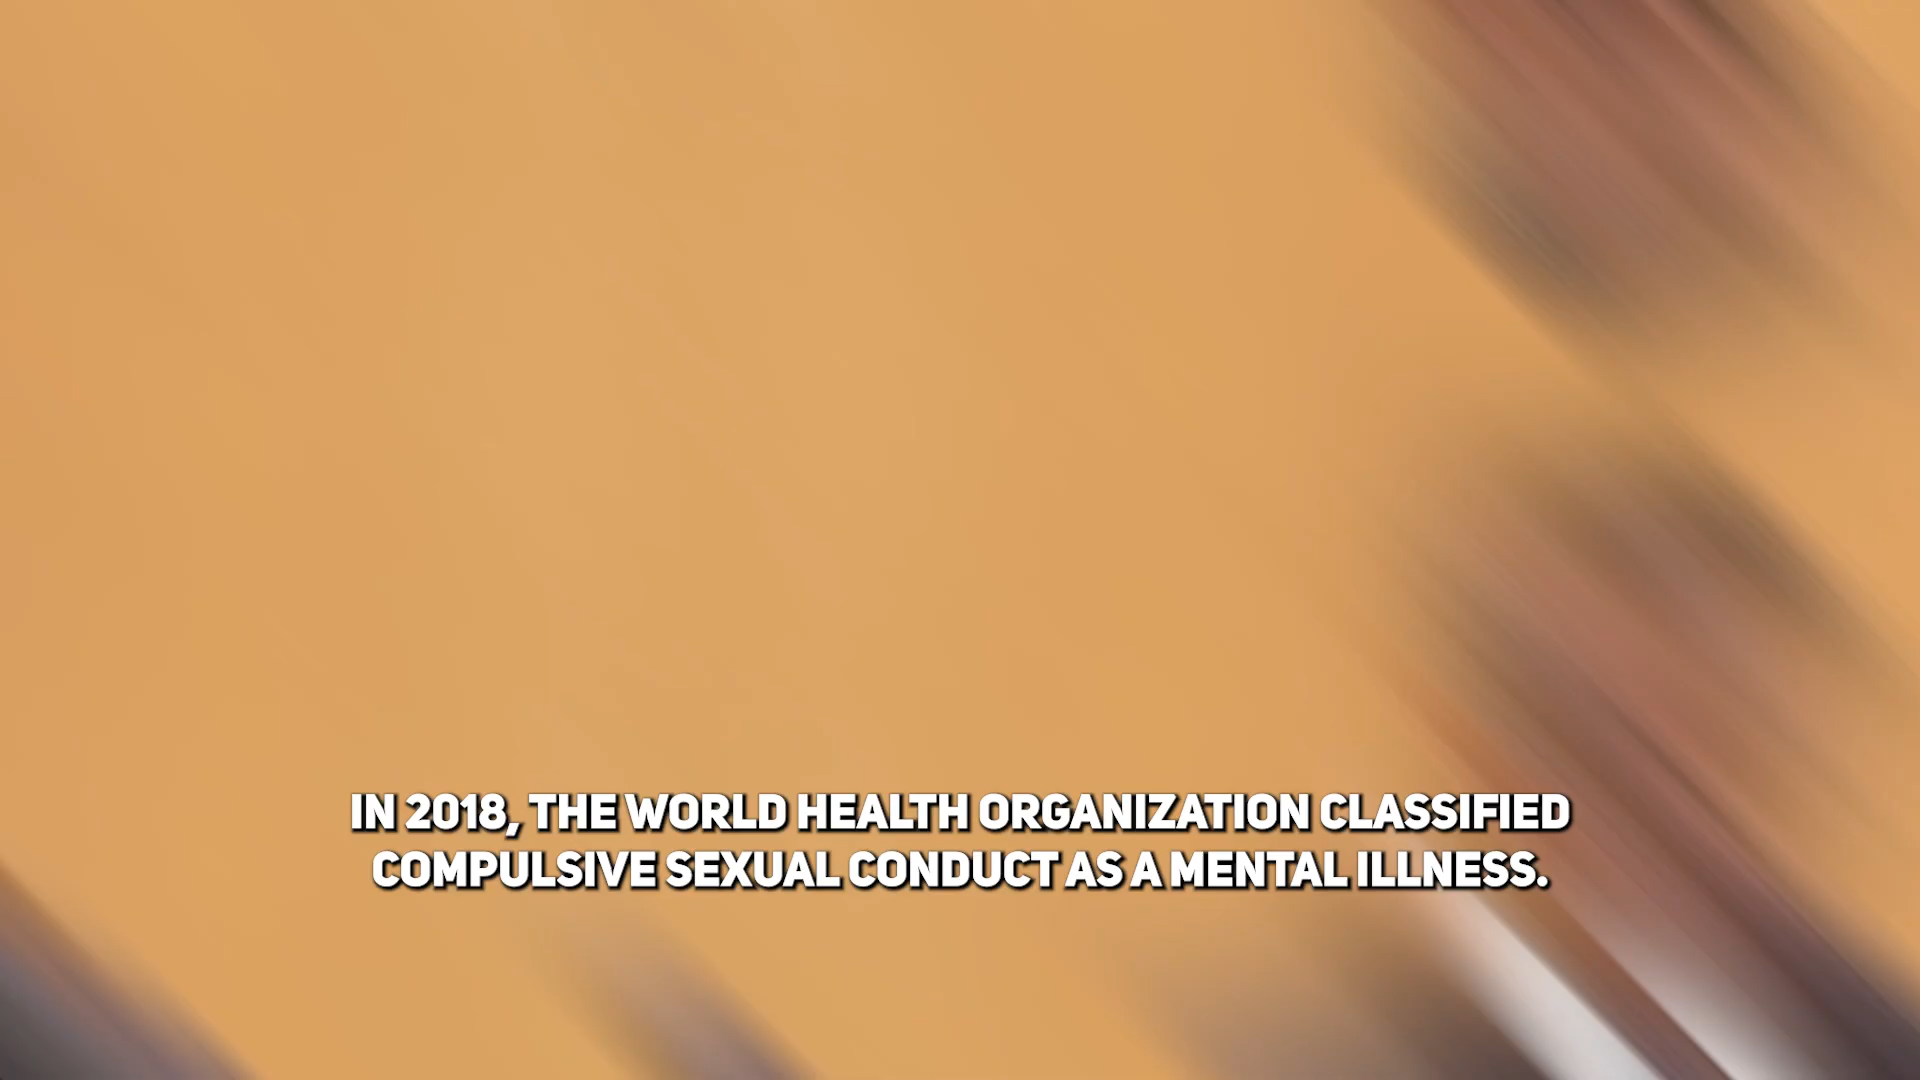 IN 2018, THE WORLD HEALTH ORGANIZATION CLASSIFIED
COMPULSIVE SEXUAL CONDUCT AS A MENTAL ILLNESS.